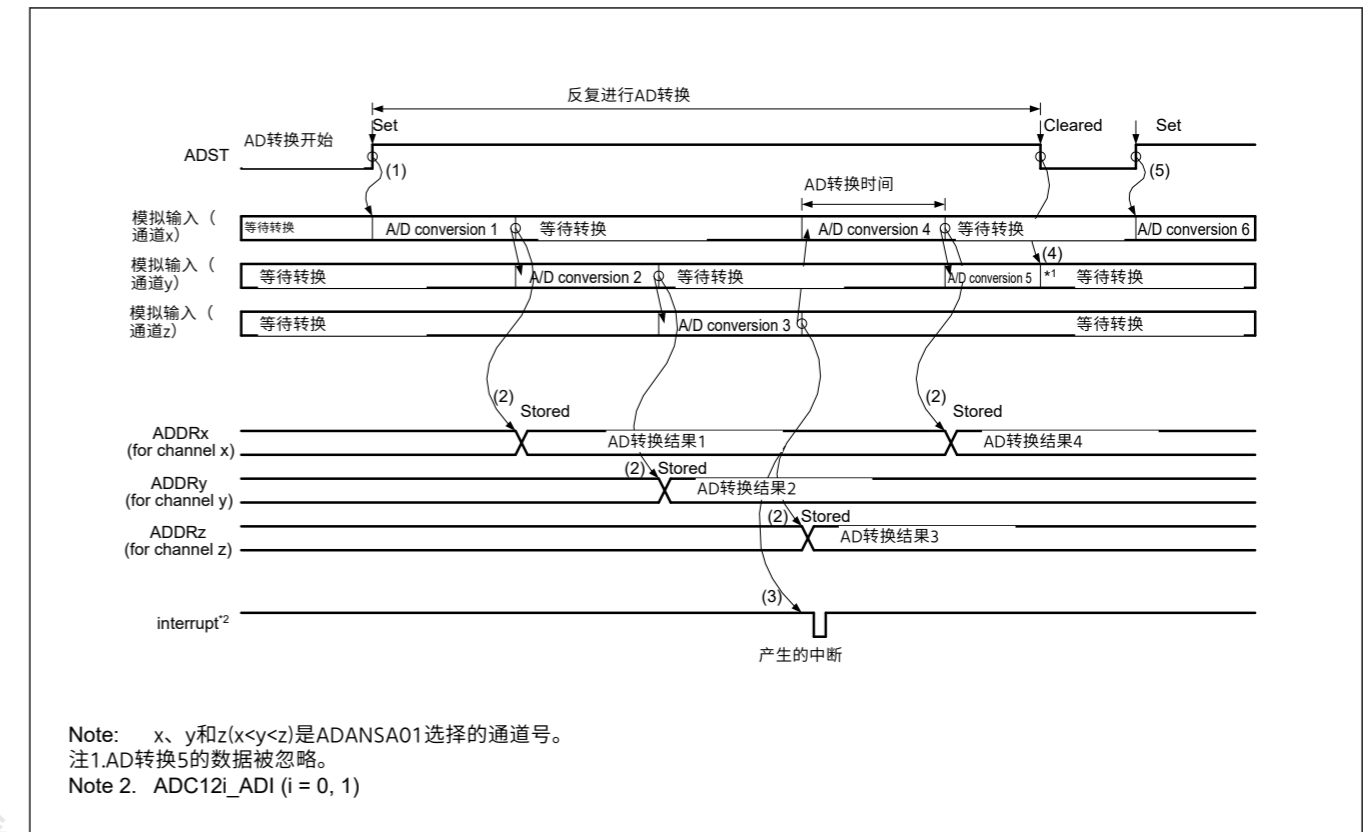 反复进行AD转换
Set
Cleared
Set
AD转换开始
ADST
(1)
(5)
AD转换时间
模拟输入（
通道x）
等待转换
A/D conversion 1
等待转换
A/D conversion 4
等待转换
A/D conversion 6
(4)
模拟输入（
通道y）
等待转换
A/D conversion 2
等待转换
A/D conversion 5
*1
等待转换
模拟输入（
通道z）
等待转换
A/D conversion 3
等待转换
(2)
Stored
(2)
Stored
ADDRx
(for channel x)
AD转换结果1
AD转换结果4
(2)
Stored
ADDRy
(for channel y)
AD转换结果2
(2)
Stored
ADDRz
(for channel z)
AD转换结果3
(3)
interrupt*2
产生的中断
Note: x、y和z(x<y<z)是ADANSA01选择的通道号。
注1.AD转换5的数据被忽略。
Note 2. ADC12i_ADI (i = 0, 1)